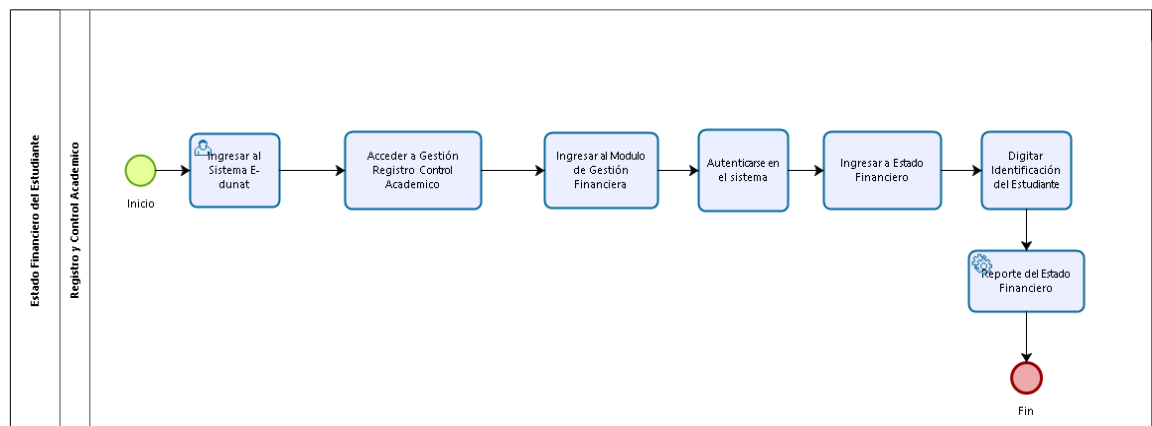 Estado Financiero del Estudiante
Registro y Control Academico
Inicio
Ingresar al
Sistema E-
dunat
Acceder a Gestión
Registro Control
Academico
Ingresar al Modulo
de Gestión
Financiera
Autenticarse en
el sistema
Ingresar a Estado
Financiero
Digitar
Identificación
del Estudiante
Reporte del Estado
Financiero
Fin